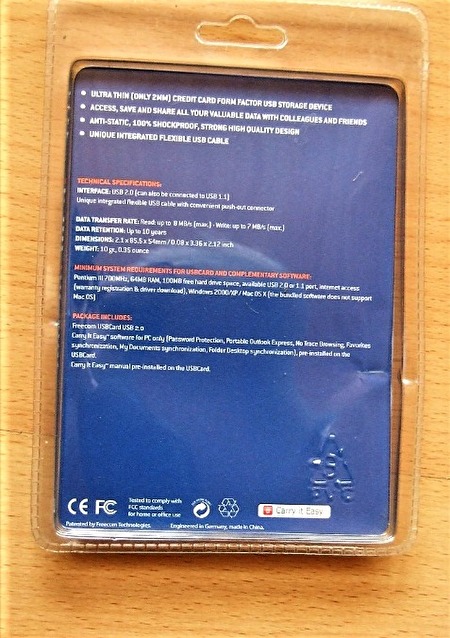 • ULTRA THIN (ONLY 2MM) CREDIT CARD FORM FACTOR USB STORAGE DEVICE
• ACCESS, SAVE AND SHARE ALL YOUR VALUABLE DATA WITH COLLEAGUES AND FRIENDS
• ANTI-STATIC, 100% SHOCKPROOF, STRONG HIGH QUALITY DESIGN
• UNIQUE INTEGRATED FLEXIBLE USB CABLE
TECHNICAL SPECIFICATIONS:
INTERFACE: USB 2.0 (can also be connected to USB 1.1)
Unique integrated flexible USB cable with convenient push-out connector
DATA TRANSFER RATE: Read: up to 8 MB/s (max.) - Write: up to 7 MB/s (max.)
DATA RETENTION: Up to 10 years
DIMENSIONS: 2.1 x 85.5 x 54mm / 0.08 x 3.36 x 2.12 inch
WEIGHT: 10 gr, 0.35 ounce
MINIMUM SYSTEM REQUIREMENTS FOR USBCARD AND COMPLEMENTARY SOFTWARE:
Pentium III 700MHz, 64MB RAM, 100MB free hard drive space, available USB 2.0 or 1.1 port, internet access
(warranty registration & driver download), Windows 2000/XP / Mac OS X (the bundled software does not support
Mac OS)
PACKAGE INCLUDES:
Freecom USBCard USB 2.0
Carry It Easy™ software for PC only (Password Protection, Portable Outlook Express, No Trace Browsing, Favorites
synchronization, My Documents synchronization, Folder Desktop synchronization), pre-installed on the
USBCard.
Carry It Easy™ manual pre-installed on the USBCard.
CE FC
Tested to comply with
FCC standards
for home or office use
Carry it Easy
Patented by Freecom Technologies.
Engineered in Germany, made in China.